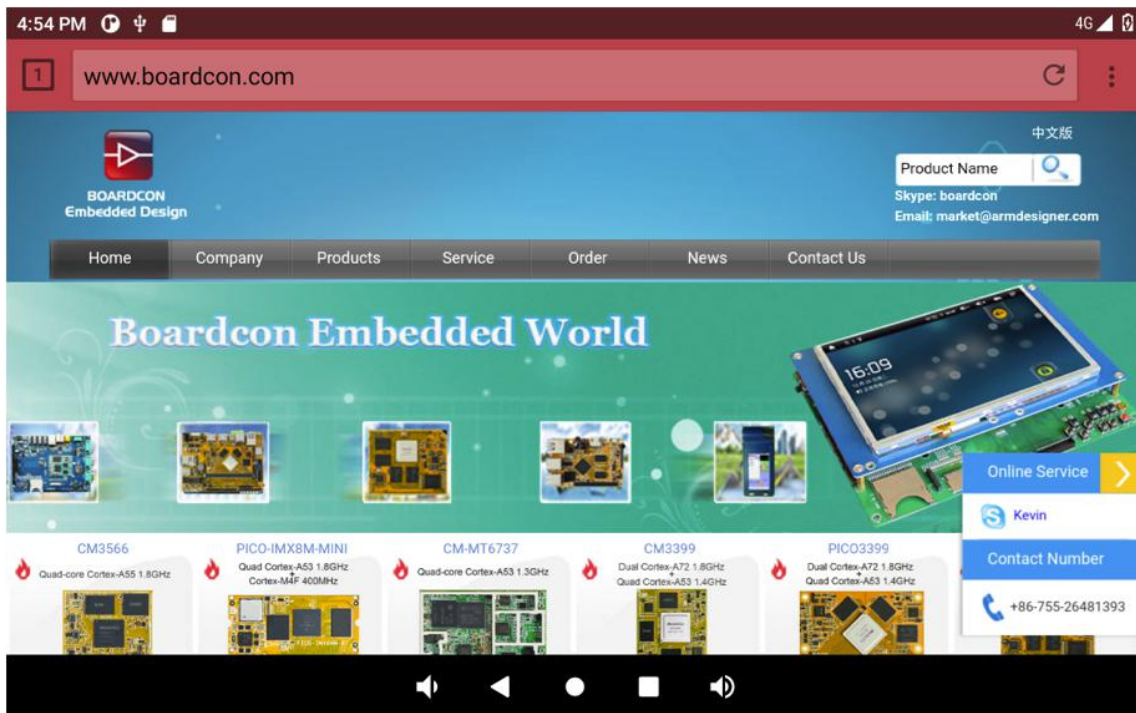 4:54 PM
4G
1
www.boardcon.com
中文版
Product Name
BOARDCON
Embedded Design
Skype: boardcon
Email: market@armdesigner.com
Home Company Products Service Order News Contact Us
Boardcon Embedded World
16:09
Online Service
Kevin
Contact Number
+86-755-26481393
CM3566
Quad-core Cortex-A55 1.8GHz
PICO-IMX8M-MINI
Quad Cortex-A53 1.8GHz
+
Cortex-M4F 400MHz
CM-MT6737
Quad-core Cortex-A53 1.3GHz
CM3399
Dual Cortex-A72 1.8GHz
+
Quad Cortex-A53 1.4GHz
PICO3399
Dual Cortex-A72 1.8GHz
+
Quad Cortex-A53 1.4GHz